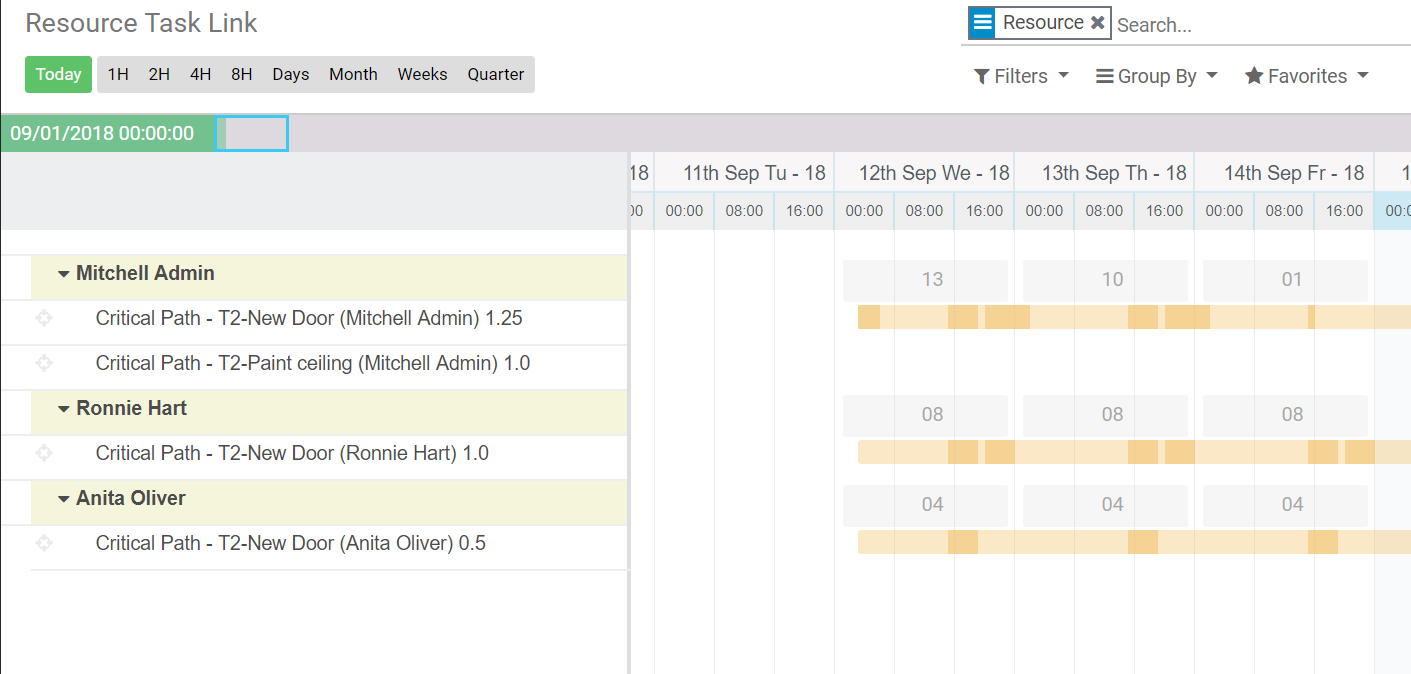 Resource Task Link
Resource Search...
Today 1H 2H 4H 8H Days Month Weeks Quarter
Filters Group By Favorites
09/01/2018 00:00:00
18 11th Sep Tu - 18 12th Sep We - 18 13th Sep Th - 18 14th Sep Fr - 18 1
00 00:00 08:00 16:00 00:00 08:00 16:00 00:00 08:00 16:00 00:00 08:00 16:00 00:0
Mitchell Admin 13 10 01
Critical Path - T2-New Door (Mitchell Admin) 1.25
Critical Path - T2-Paint ceiling (Mitchell Admin) 1.0
Ronnie Hart 08 08 08
Critical Path - T2-New Door (Ronnie Hart) 1.0
Anita Oliver 04 04 04
Critical Path - T2-New Door (Anita Oliver) 0.5